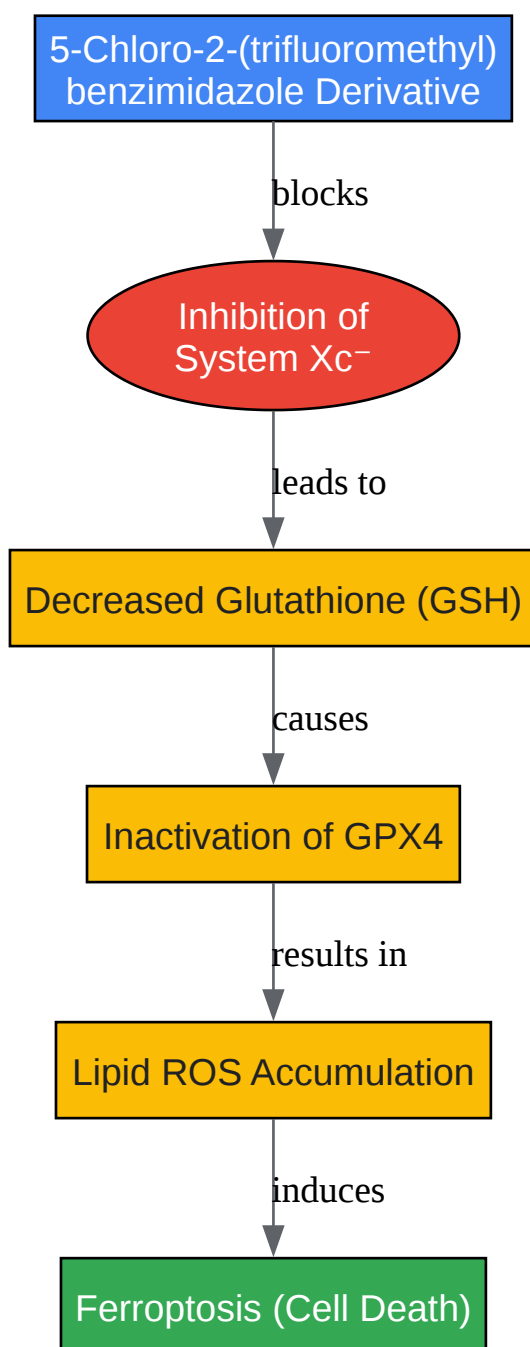 5-Chloro-2-(trifluoromethyl)
benzimidazole Derivative
blocks
Inhibition of
System Xc⁻
leads to
Decreased Glutathione (GSH)
causes
Inactivation of GPX4
results in
Lipid ROS Accumulation
induces
Ferroptosis (Cell Death)